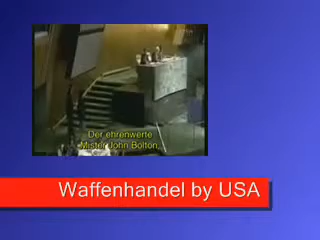 Der ehrenwerte
Mister John Bolton,
Waffenhandel by USA